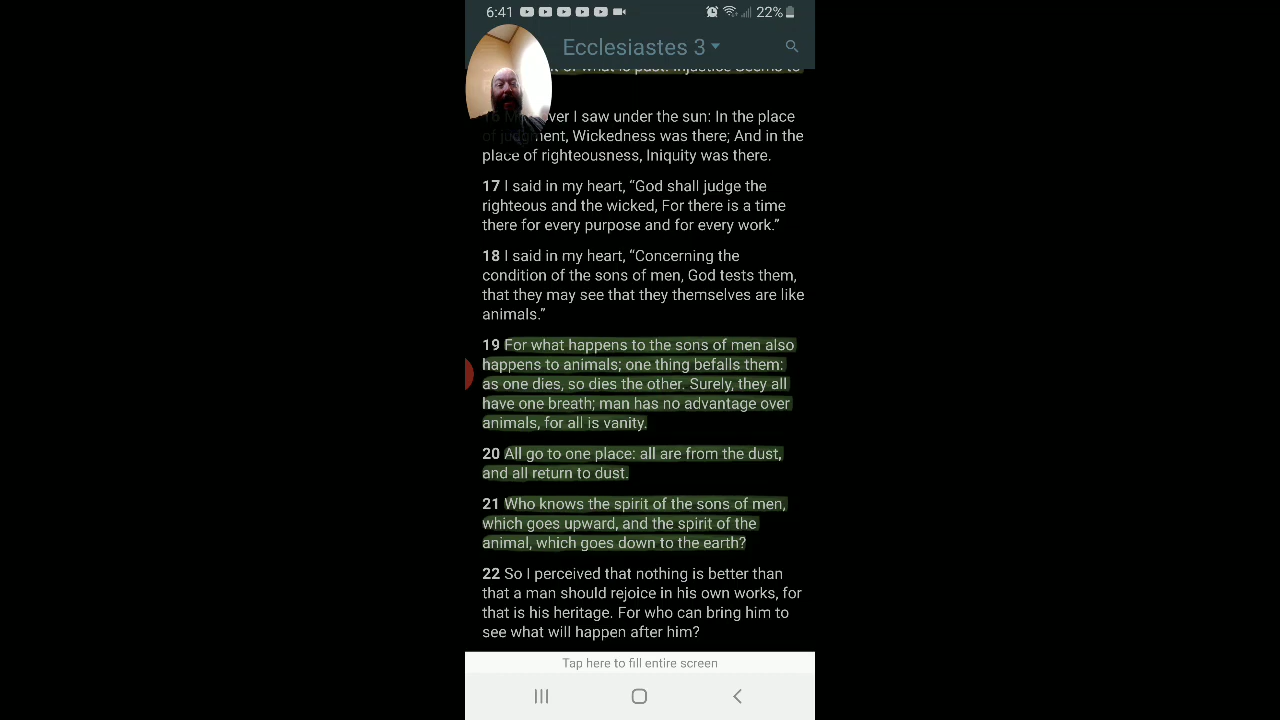 6:41 22%
Ecclesiastes 3
of what is past. Injustice Seems to
16 ver I saw under the sun: In the place
of judgment, Wickedness was there; And in the
place of righteousness, Iniquity was there.
17 I said in my heart, “God shall judge the
righteous and the wicked, For there is a time
there for every purpose and for every work.”
18 I said in my heart, “Concerning the
condition of the sons of men, God tests them,
that they may see that they themselves are like
animals.”
19 For what happens to the sons of men also
happens to animals; one thing befalls them:
as one dies, so dies the other. Surely, they all
have one breath; man has no advantage over
animals, for all is vanity.
20 All go to one place: all are from the dust,
and all return to dust.
21 Who knows the spirit of the sons of men,
which goes upward, and the spirit of the
animal, which goes down to the earth?
22 So I perceived that nothing is better than
that a man should rejoice in his own works, for
that is his heritage. For who can bring him to
see what will happen after him?
Tap here to fill entire screen